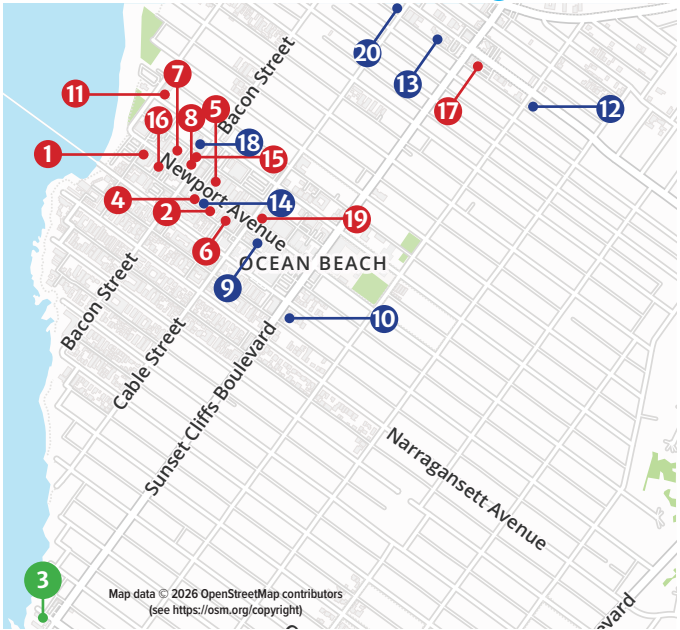 20
13
7
11
Bacon Street
17
5
12
16
8
18
1
15
Newport Avenue
4
14
2
19
6
OCEAN BEACH
9
Bacon Street
10
Cable Street
Sunset Cliffs Boulevard
Narragansett Avenue
3
Map data © 2026 OpenStreetMap contributors
(see https://osm.org/copyright)